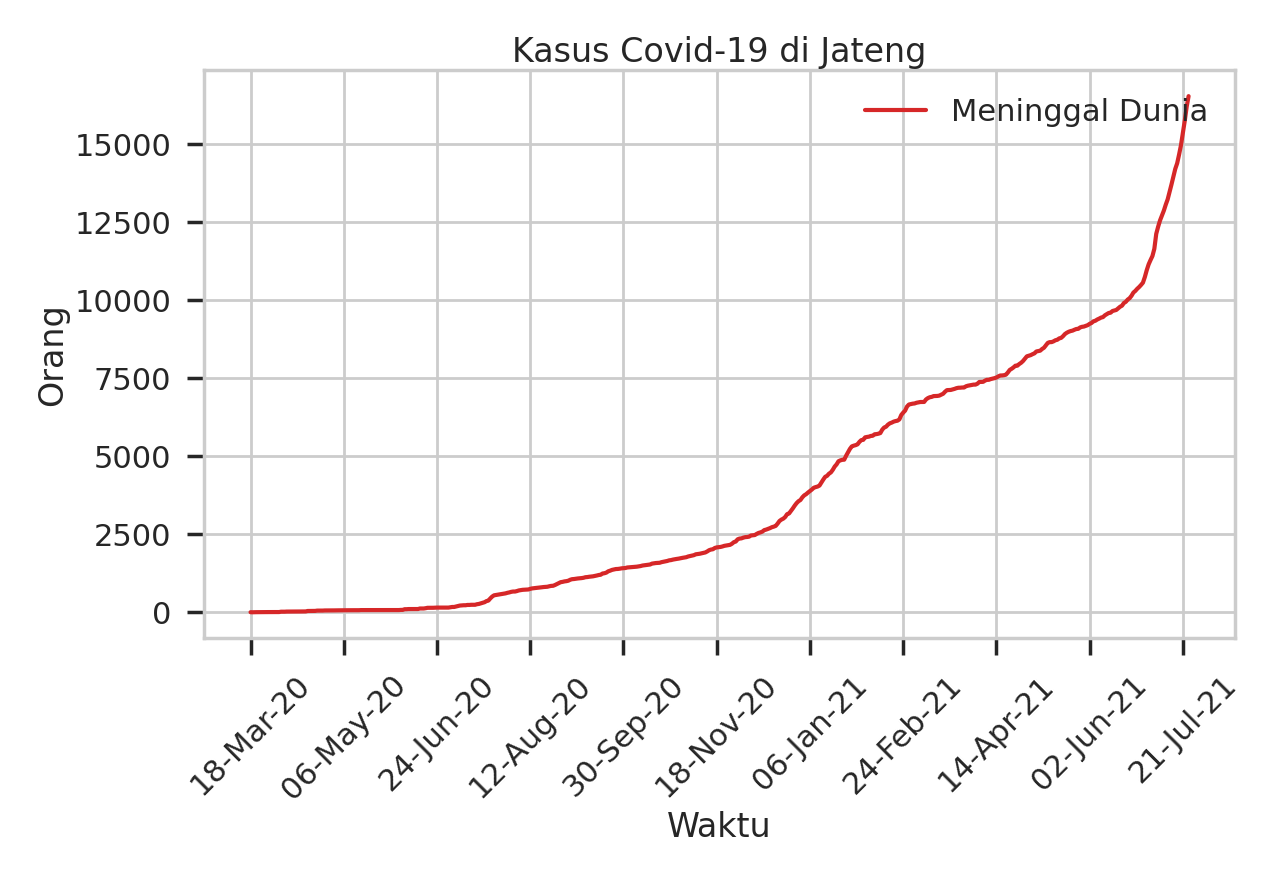 Kasus Covid-19 di Jateng
Meninggal Dunia
15000
12500
10000
7500
5000
2500
0
Orang
18-Mar-20
06-May-20
24-Jun-20
12-Aug-20
30-Sep-20
18-Nov-20
06-Jan-21
24-Feb-21
14-Apr-21
02-Jun-21
21-Jul-21
Waktu